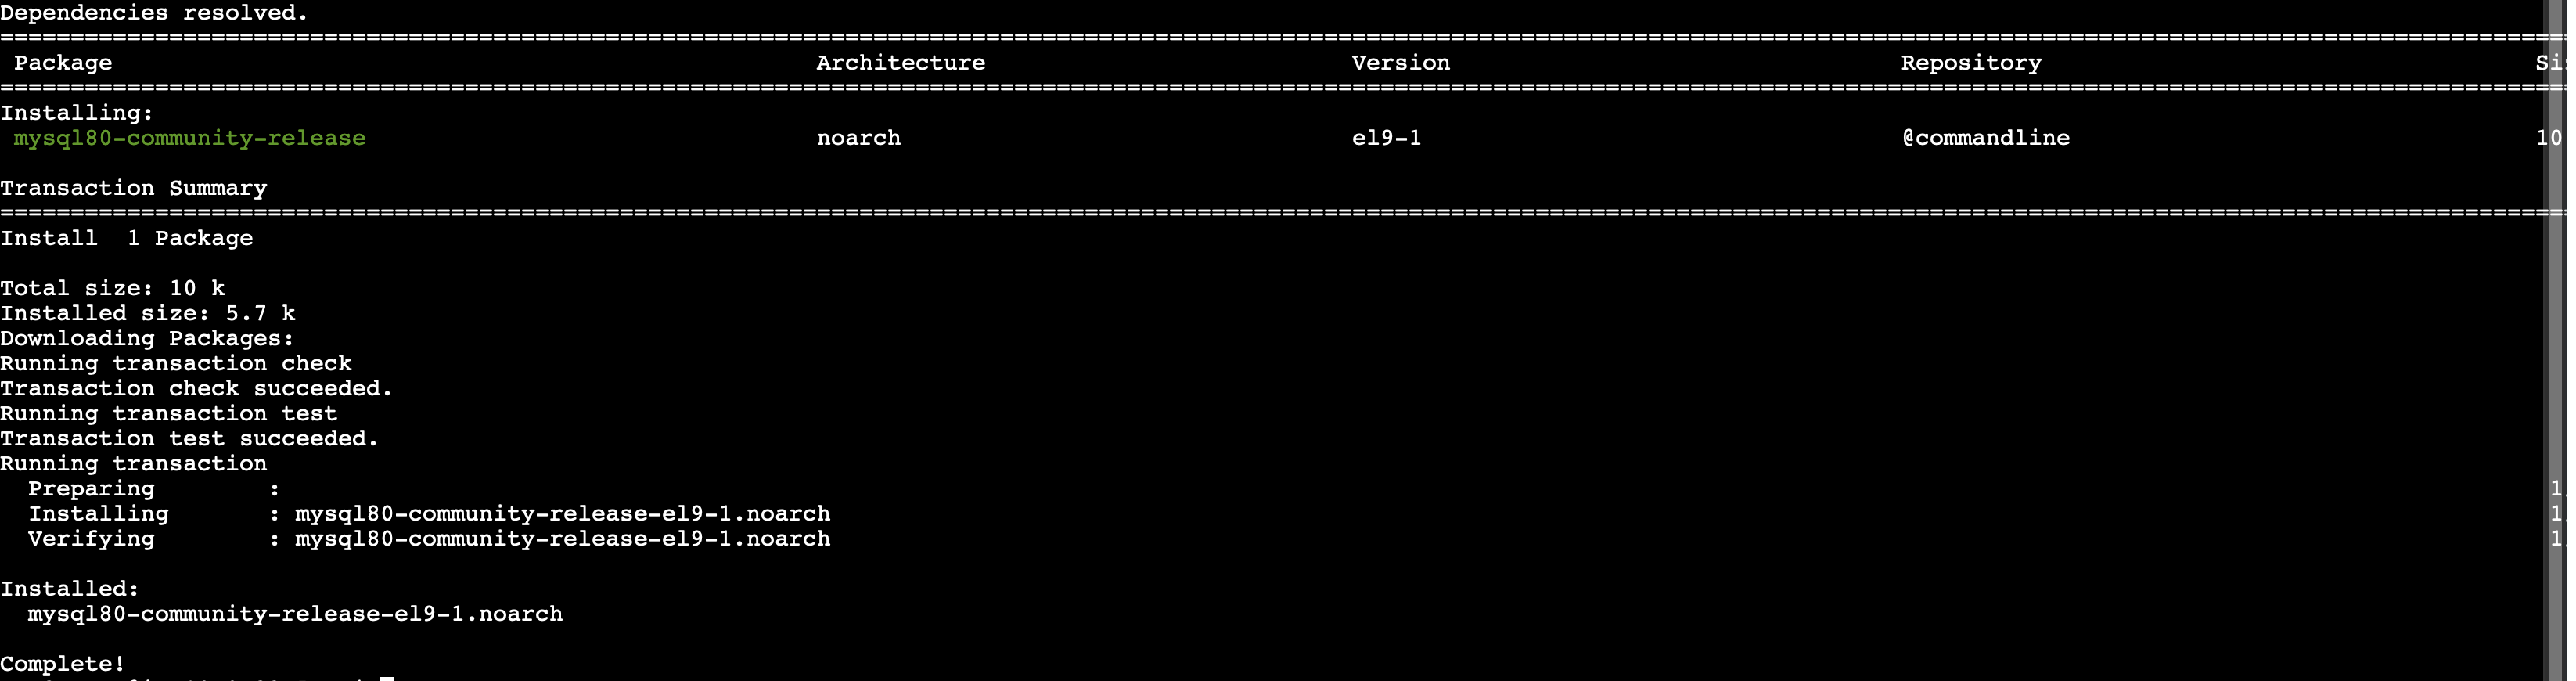 Dependencies resolved.
================================================================================
Package Architecture Version Repository
================================================================================
Installing:
mysql80-community-release noarch el9-1 @commandline 10
Transaction Summary
================================================================================
Install 1 Package
Total size: 10 k
Installed size: 5.7 k
Downloading Packages:
Running transaction check
Transaction check succeeded.
Running transaction test
Transaction test succeeded.
Running transaction
Preparing : 1
Installing : mysql80-community-release-el9-1.noarch 1
Verifying : mysql80-community-release-el9-1.noarch 1
Installed:
mysql80-community-release-el9-1.noarch
Complete!